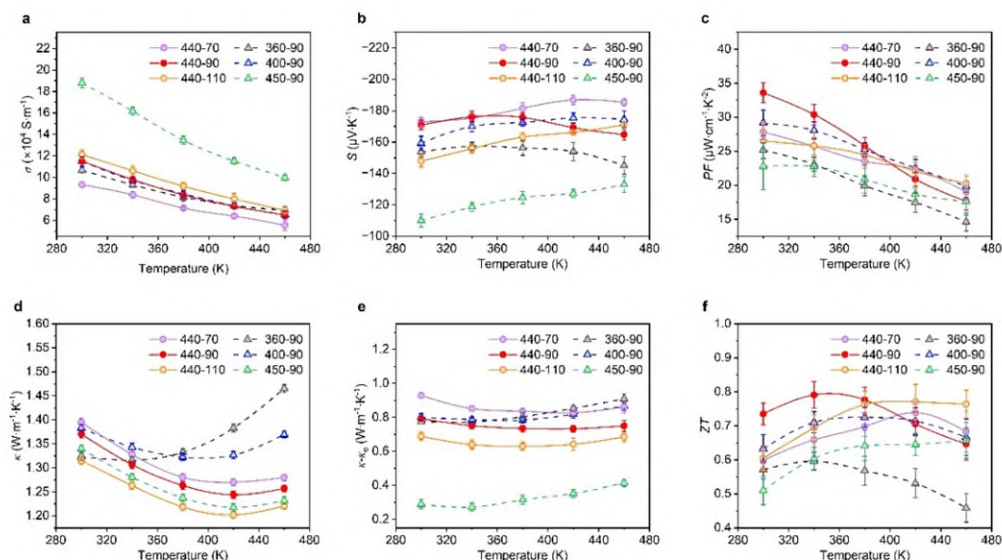 a
σ (×10⁴ S·m⁻¹)
22
20
18
16
14
12
10
8
6
280 320 360 400 440 480
Temperature (K)
440-70 360-90
440-90 400-90
440-110 450-90
b
S (µV·K⁻¹)
−220
−200
−180
−160
−140
−120
−100
280 320 360 400 440 480
Temperature (K)
440-70 360-90
440-90 400-90
440-110 450-90
c
PF (µW·cm⁻¹·K⁻²)
40
35
30
25
20
15
280 320 360 400 440 480
Temperature (K)
440-70 360-90
440-90 400-90
440-110 450-90
d
κ (W·m⁻¹·K⁻¹)
1.60
1.55
1.50
1.45
1.40
1.35
1.30
1.25
1.20
280 320 360 400 440 480
Temperature (K)
440-70 360-90
440-90 400-90
440-110 450-90
e
κ-κₑ (W·m⁻¹·K⁻¹)
1.2
1.0
0.8
0.6
0.4
0.2
280 320 360 400 440 480
Temperature (K)
440-70 360-90
440-90 400-90
440-110 450-90
f
ZT
1.0
0.9
0.8
0.7
0.6
0.5
0.4
280 320 360 400 440 480
Temperature (K)
440-70 360-90
440-90 400-90
440-110 450-90